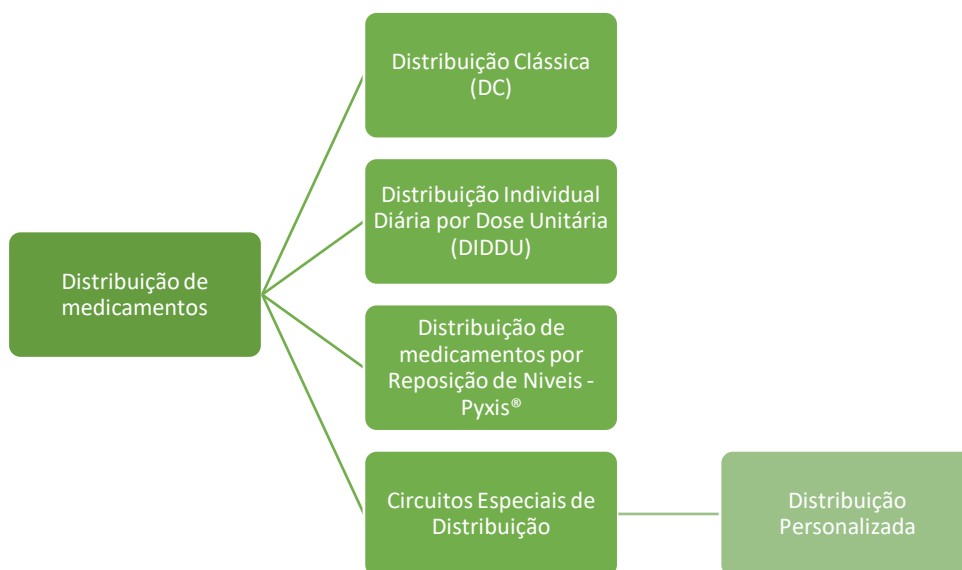 Distribuição de
medicamentos
Distribuição Clássica
(DC)
Distribuição Individual
Diária por Dose Unitária
(DIDDU)
Distribuição de
medicamentos por
Reposição de Niveis -
Pyxis®
Circuitos Especiais de
Distribuição
Distribuição
Personalizada